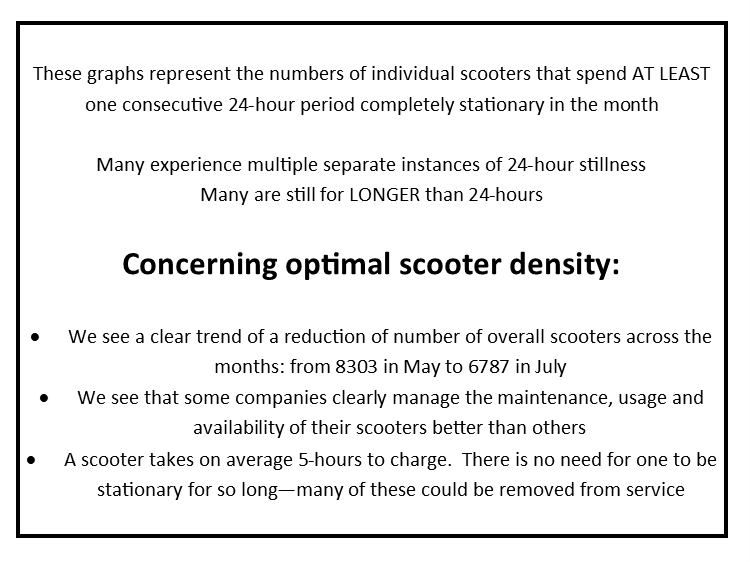 These graphs represent the numbers of individual scooters that spend AT LEAST
one consecutive 24-hour period completely stationary in the month
Many experience multiple separate instances of 24-hour stillness
Many are still for LONGER than 24-hours
Concerning optimal scooter density:
• We see a clear trend of a reduction of number of overall scooters across the
months: from 8303 in May to 6787 in July
• We see that some companies clearly manage the maintenance, usage and
availability of their scooters better than others
• A scooter takes on average 5-hours to charge.  There is no need for one to be
stationary for so long—many of these could be removed from service